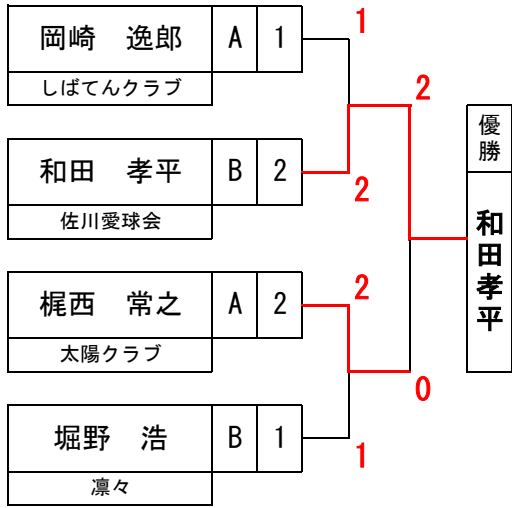 岡崎　逸郎 A 1
しばてんクラブ
1
2
和田　孝平 B 2
佐川愛球会
2
梶西　常之 A 2
太陽クラブ
2
0
堀野　浩 B 1
凛々
1
優勝
和田孝平